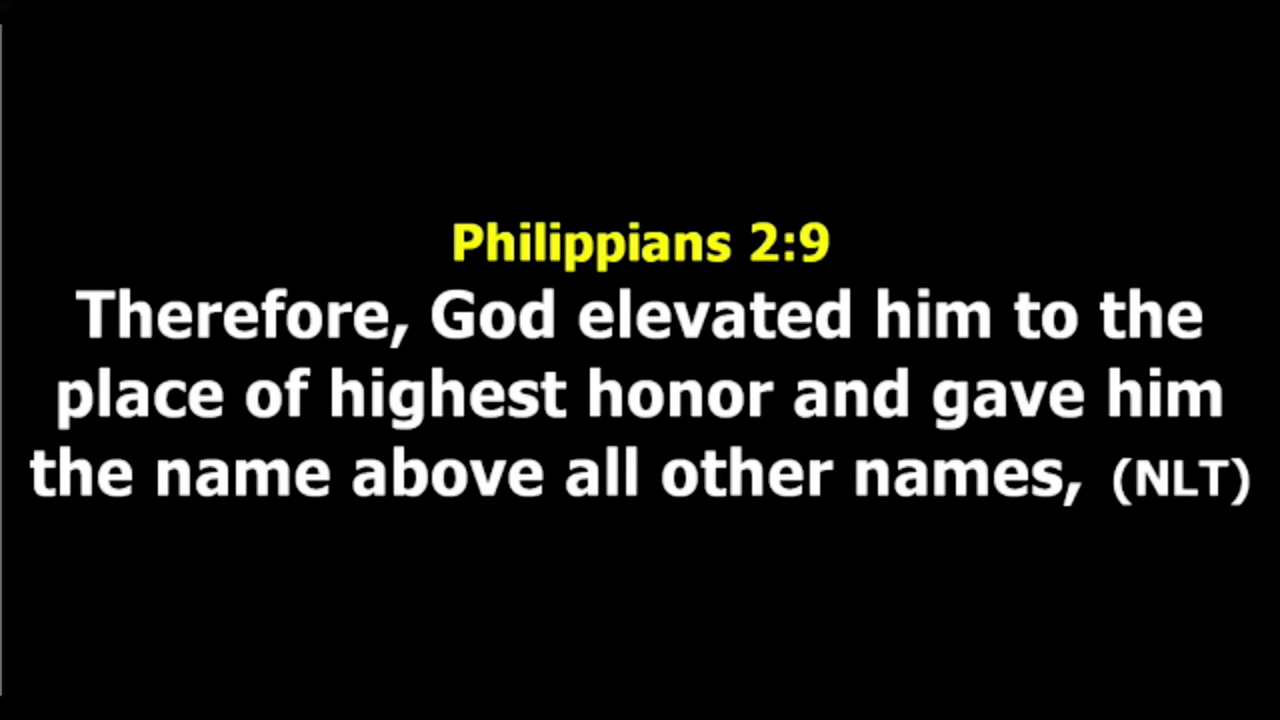 Philippians 2:9
Therefore, God elevated him to the
place of highest honor and gave him
the name above all other names, (NLT)